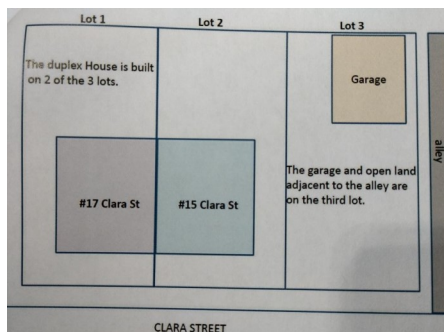 Lot 1
Lot 2
Lot 3
The duplex House is built
on 2 of the 3 lots.
Garage
alley
The garage and open land
adjacent to the alley are
on the third lot.
#17 Clara St
#15 Clara St
CLARA STREET